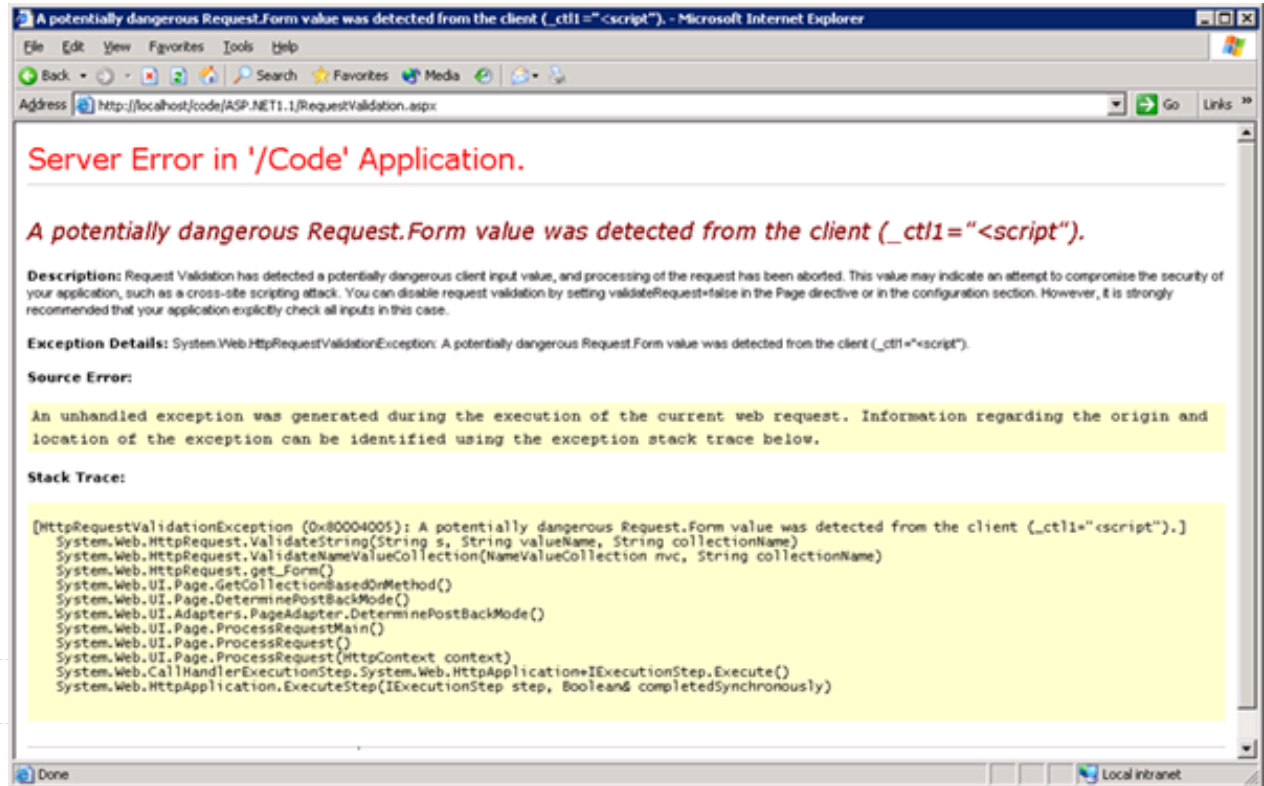 A potentially dangerous Request.Form value was detected from the client (_ctl1="<script"). - Microsoft Internet Explorer
File Edit View Favorites Tools Help
Back Search Favorites Media
Address http://localhost/code/ASP.NET1.1/RequestValidation.aspx Go Links »
Server Error in '/Code' Application.
A potentially dangerous Request.Form value was detected from the client (_ctl1="<script").
Description: Request Validation has detected a potentially dangerous client input value, and processing of the request has been aborted. This value may indicate an attempt to compromise the security of
your application, such as a cross-site scripting attack. You can disable request validation by setting validateRequest=false in the Page directive or in the configuration section. However, it is strongly
recommended that your application explicitly check all inputs in this case.
Exception Details: System.Web.HttpRequestValidationException: A potentially dangerous Request.Form value was detected from the client (_ctl1="<script").
Source Error:
An unhandled exception was generated during the execution of the current web request. Information regarding the origin and
location of the exception can be identified using the exception stack trace below.
Stack Trace:
[HttpRequestValidationException (0x80004005): A potentially dangerous Request.Form value was detected from the client (_ctl1="<script").]
System.Web.HttpRequest.ValidateString(String s, String valueName, String collectionName)
System.Web.HttpRequest.ValidateNameValueCollection(NameValueCollection nvc, String collectionName)
System.Web.HttpRequest.get_Form()
System.Web.UI.Page.GetCollectionBasedOnMethod()
System.Web.UI.Page.DeterminePostBackMode()
System.Web.UI.Adapters.PageAdapter.DeterminePostBackMode()
System.Web.UI.Page.ProcessRequestMain()
System.Web.UI.Page.ProcessRequest()
System.Web.UI.Page.ProcessRequest(HttpContext context)
System.Web.CallHandlerExecutionStep.System.Web.HttpApplication+IExecutionStep.Execute()
System.Web.HttpApplication.ExecuteStep(IExecutionStep step, Boolean& completedSynchronously)
Done Local intranet